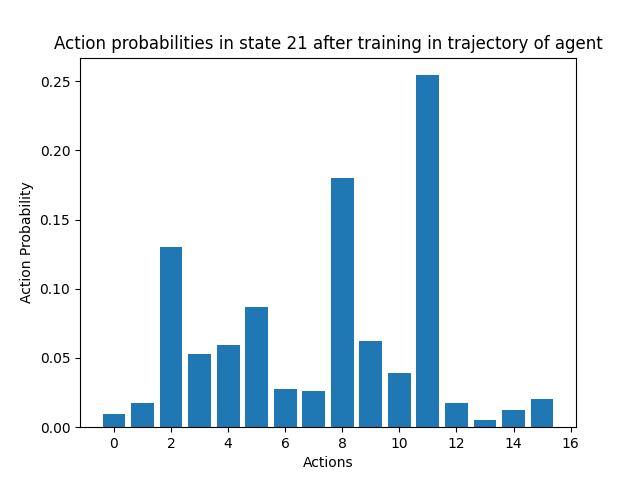 Action probabilities in state 21 after training in trajectory of agent
0.25
0.20
0.15
0.10
0.05
0.00
Action Probability
0 2 4 6 8 10 12 14 16
Actions